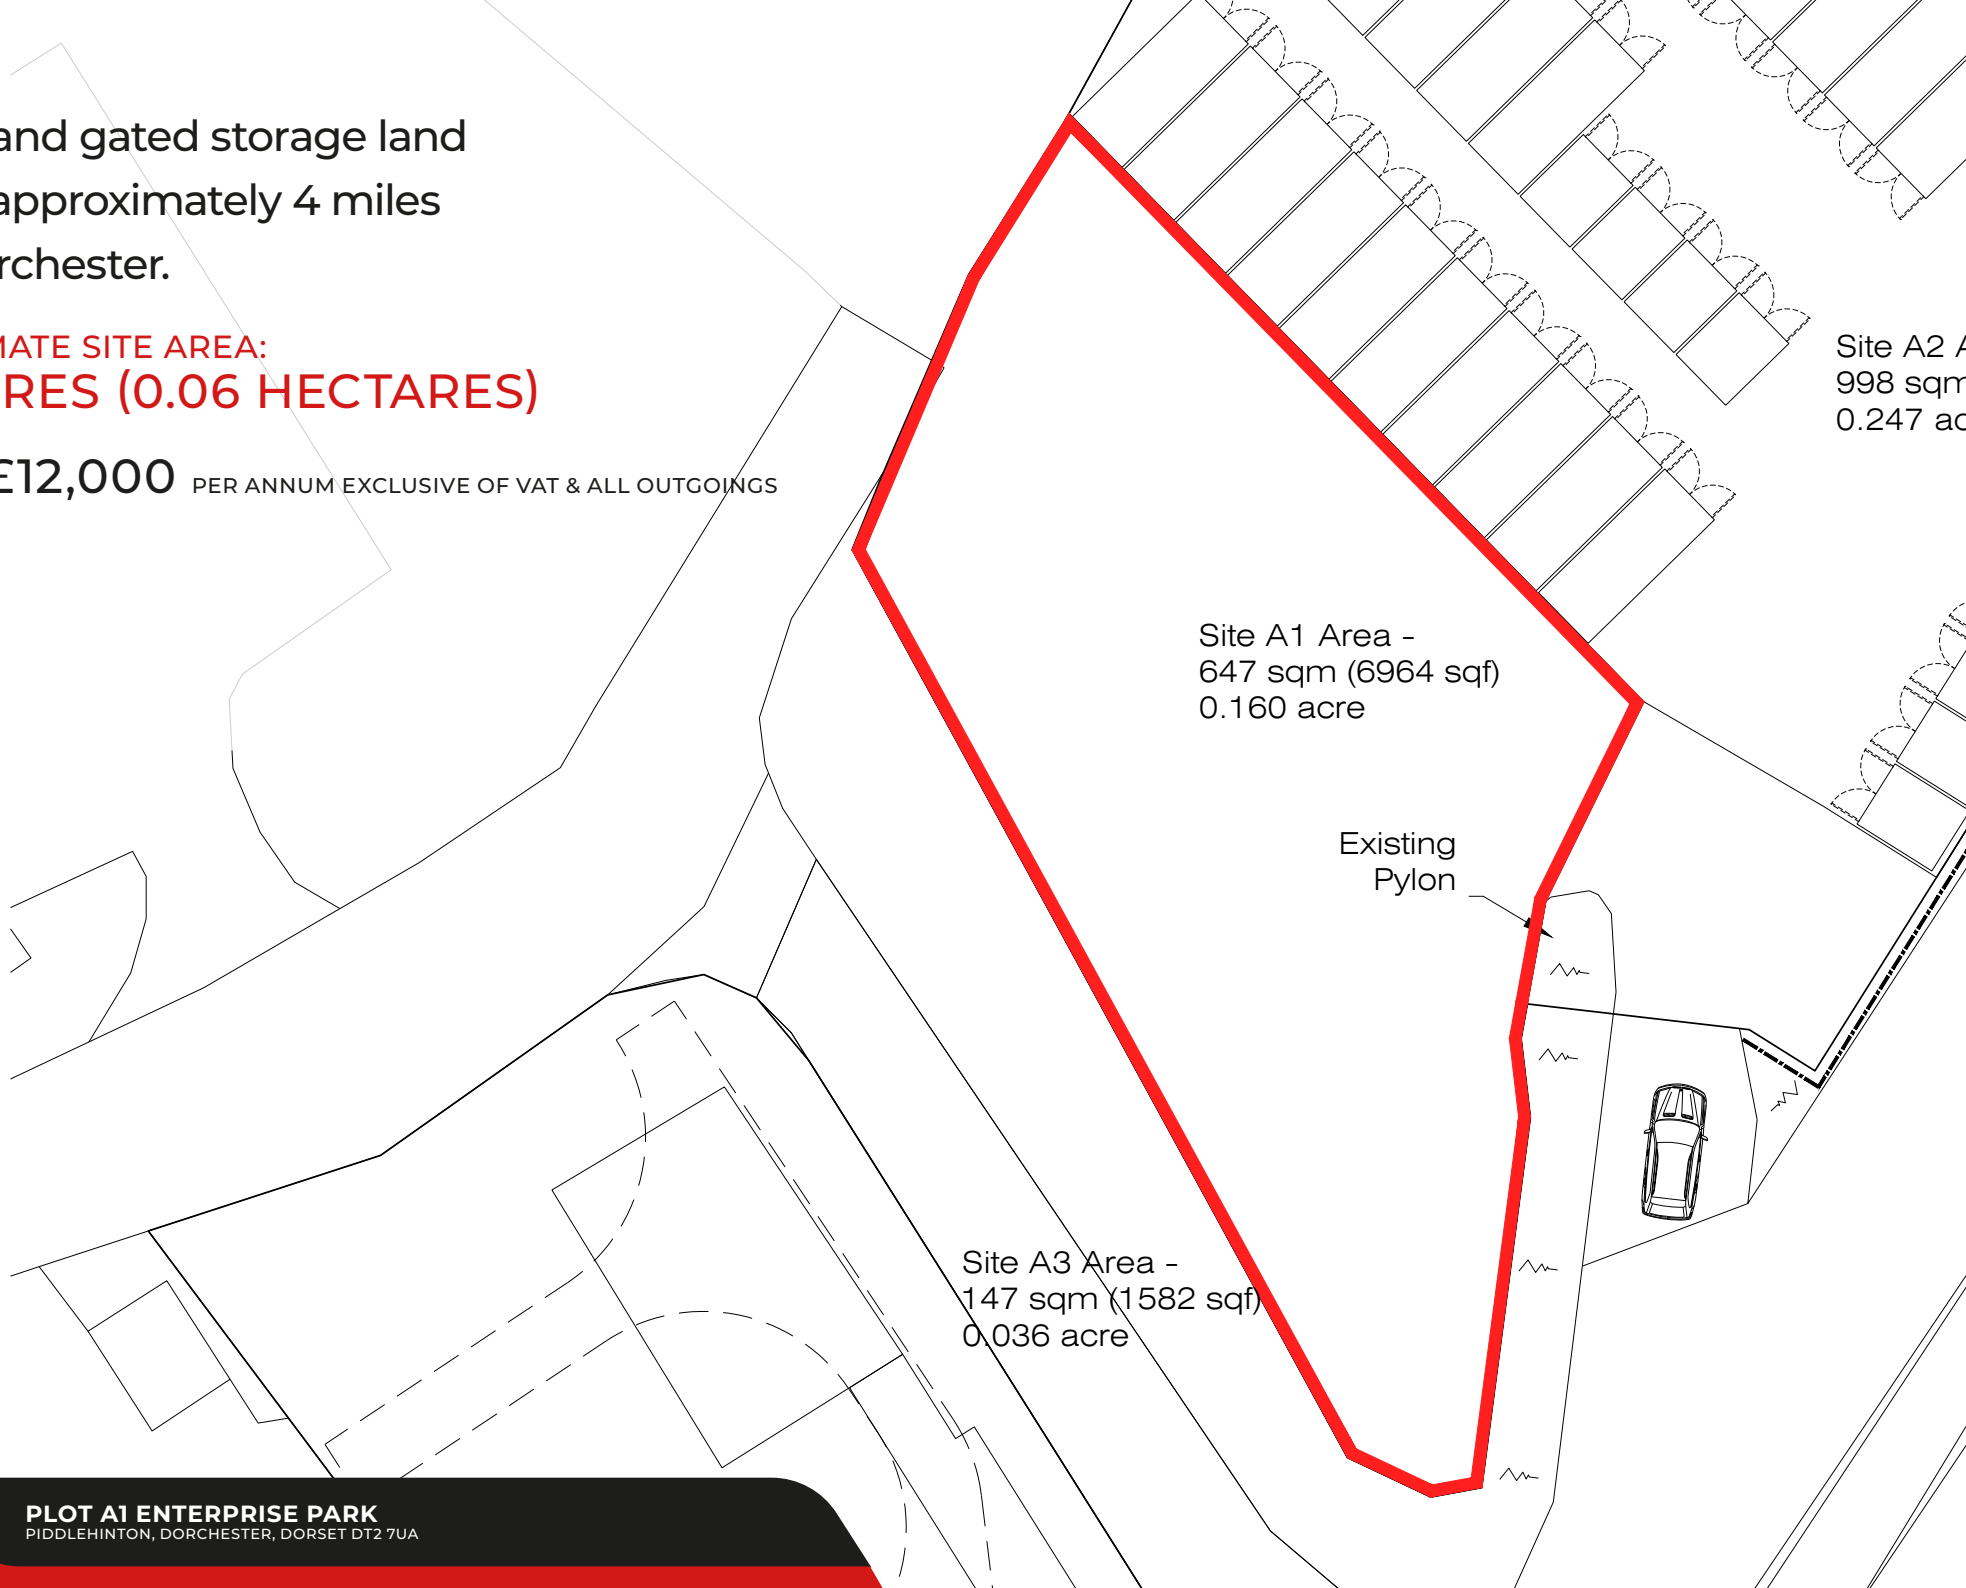 and gated storage land
approximately 4 miles
rchester.
MATE SITE AREA:
RES (0.06 HECTARES)
£12,000 PER ANNUM EXCLUSIVE OF VAT & ALL OUTGOINGS
Site A2 A
998 sqm
0.247 ac
Site A1 Area -
647 sqm (6964 sqf)
0.160 acre
Existing
Pylon
Site A3 Area -
147 sqm (1582 sqf)
0.036 acre
PLOT A1 ENTERPRISE PARK
PIDDLEHINTON, DORCHESTER, DORSET DT2 7UA